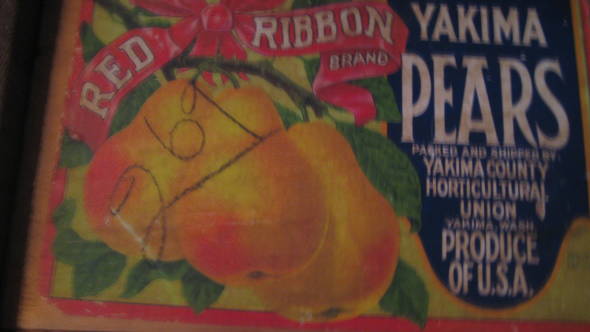 RED RIBBON
BRAND
YAKIMA
PEARS
PACKED AND SHIPPED BY:
YAKIMA COUNTY
HORTICULTURAL
UNION
YAKIMA, WASH.
PRODUCE
OF U.S.A.